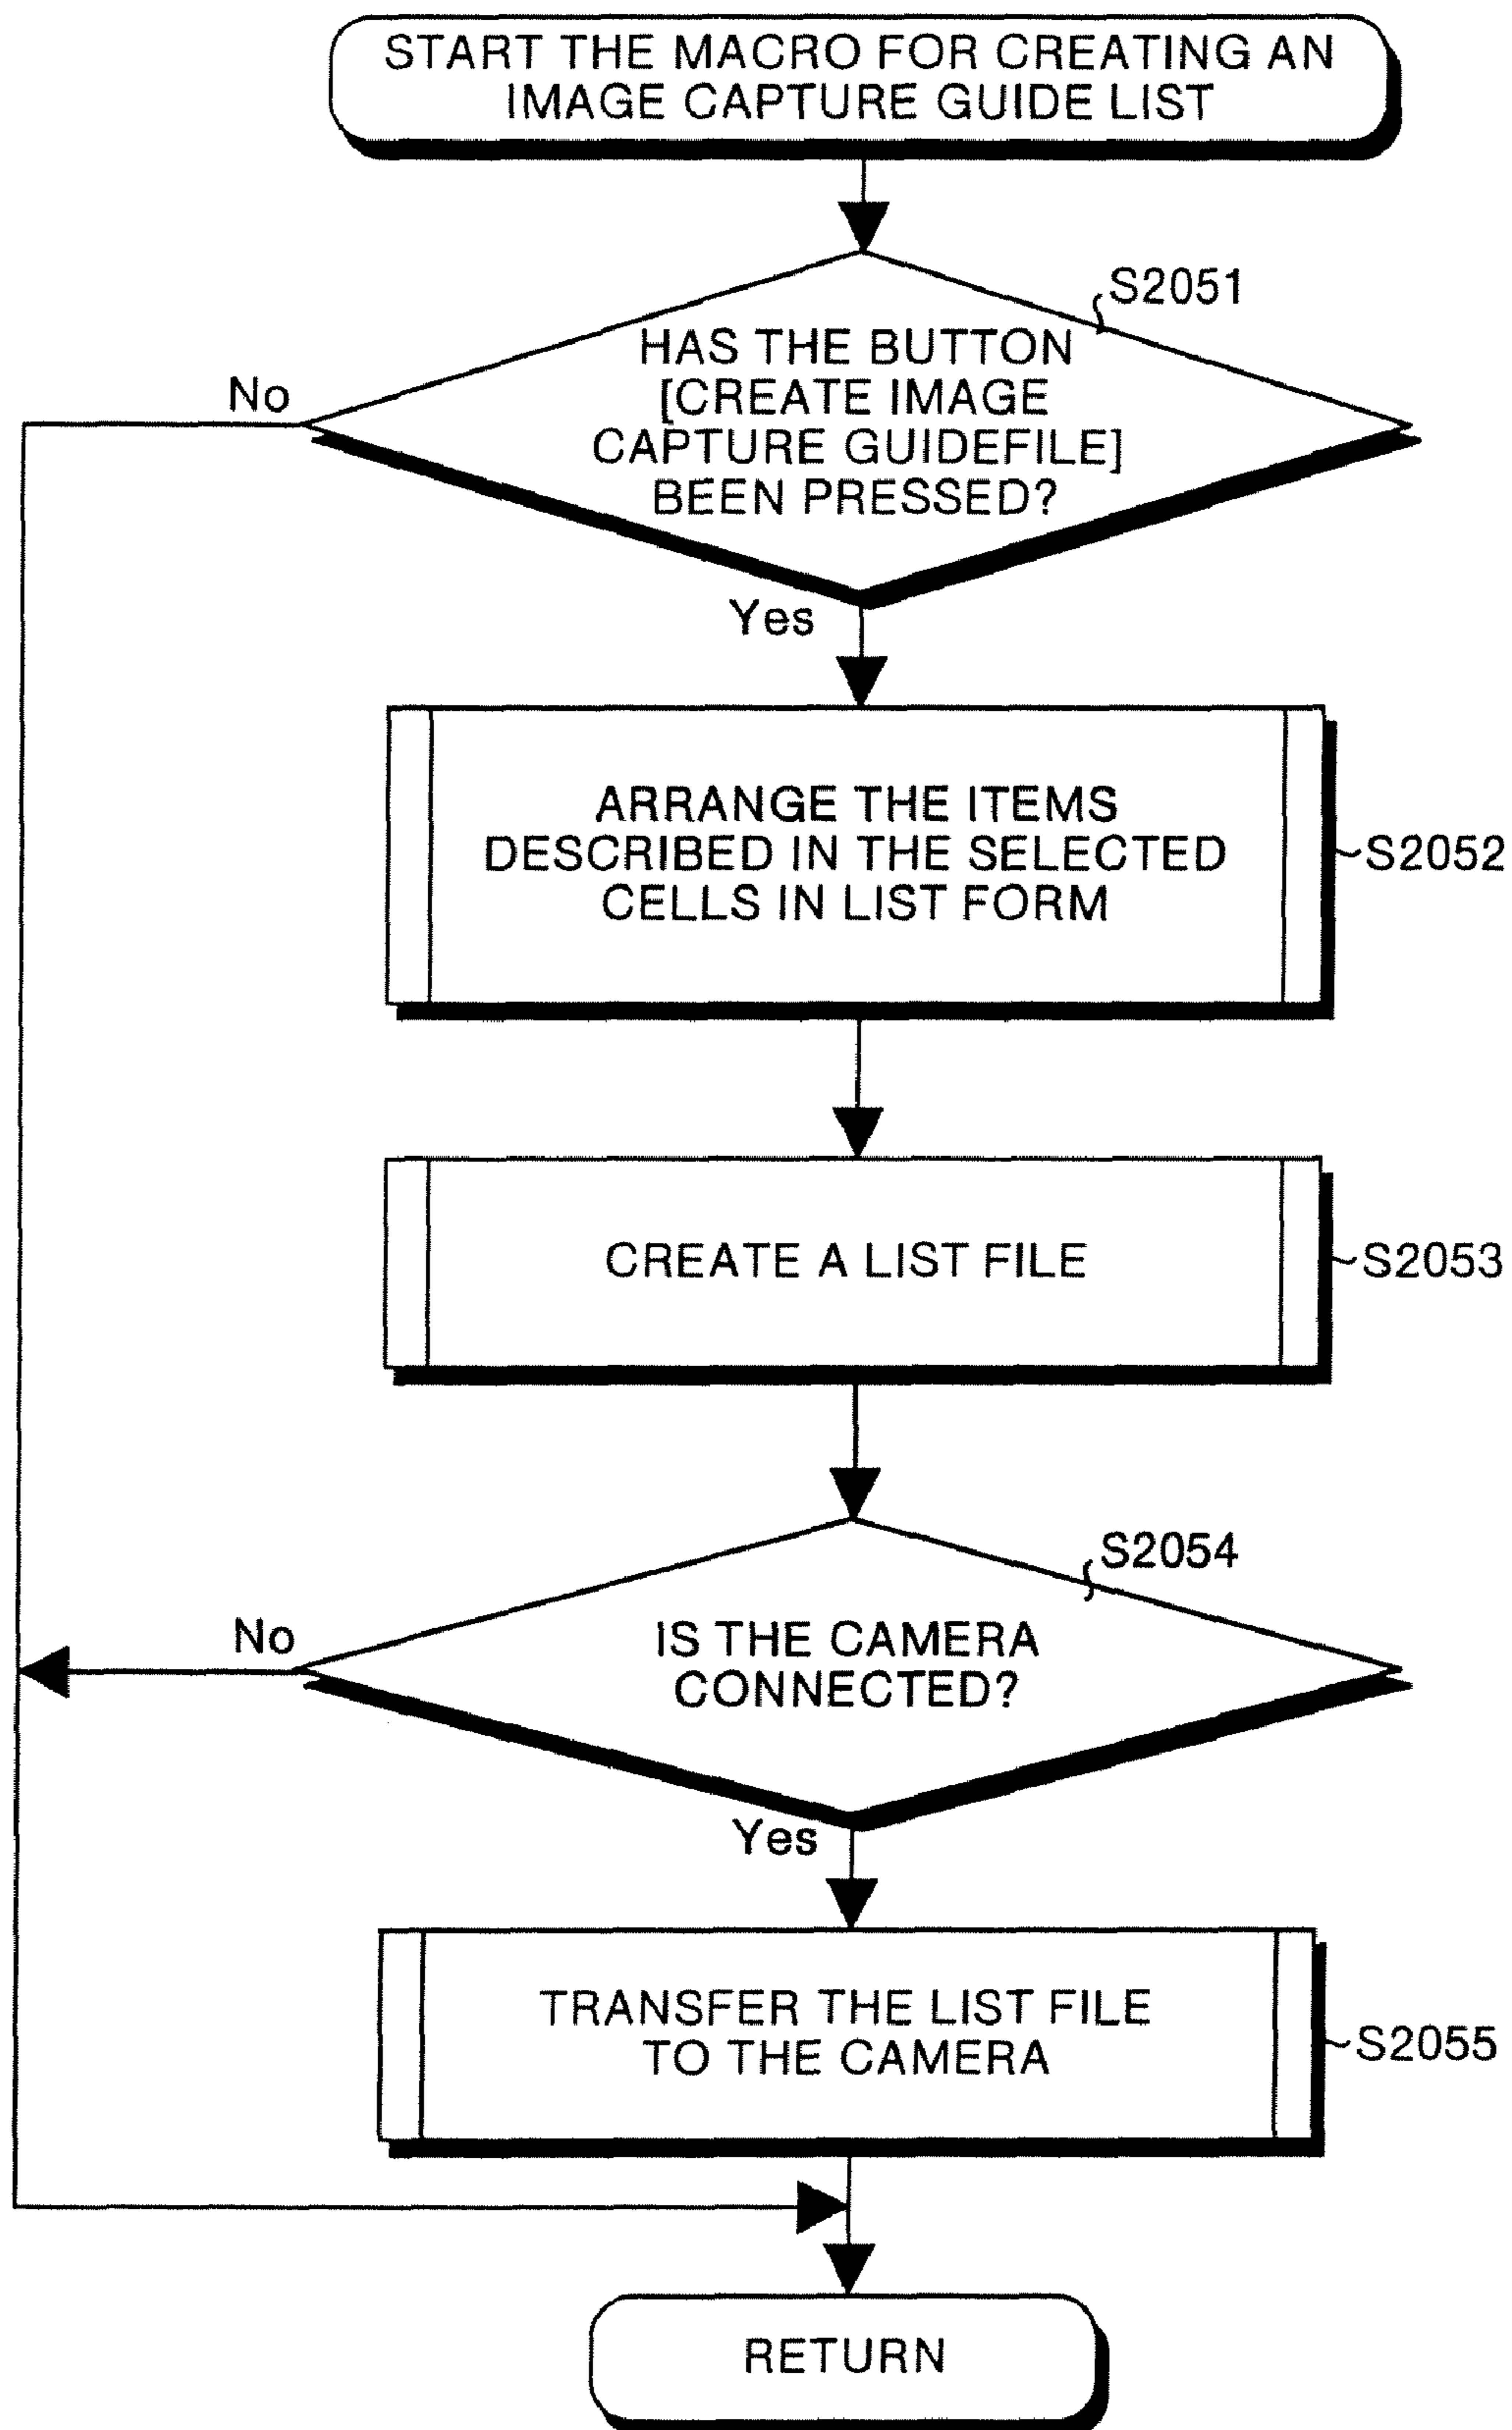 START THE MACRO FOR CREATING AN
IMAGE CAPTURE GUIDE LIST
S2051
HAS THE BUTTON
[CREATE IMAGE
CAPTURE GUIDEFILE]
BEEN PRESSED?
No
Yes
ARRANGE THE ITEMS
DESCRIBED IN THE SELECTED
CELLS IN LIST FORM
S2052
CREATE A LIST FILE
S2053
S2054
IS THE CAMERA
CONNECTED?
No
Yes
TRANSFER THE LIST FILE
TO THE CAMERA
S2055
RETURN